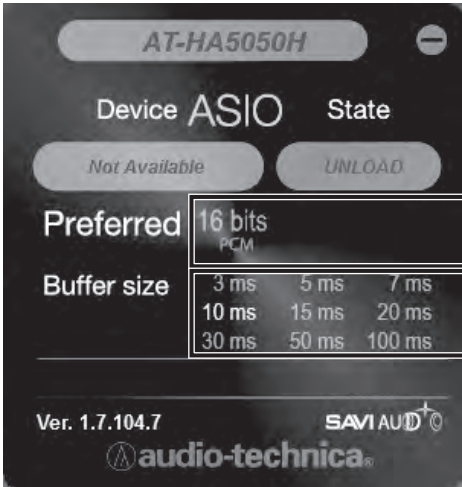 AT-HA5050H
Device ASIO State
Not Available UNLOAD
Preferred 16 bits
PCM
Buffer size 3 ms 5 ms 7 ms
10 ms 15 ms 20 ms
30 ms 50 ms 100 ms
Ver. 1.7.104.7 SAVI AUDIO
audio-technica®